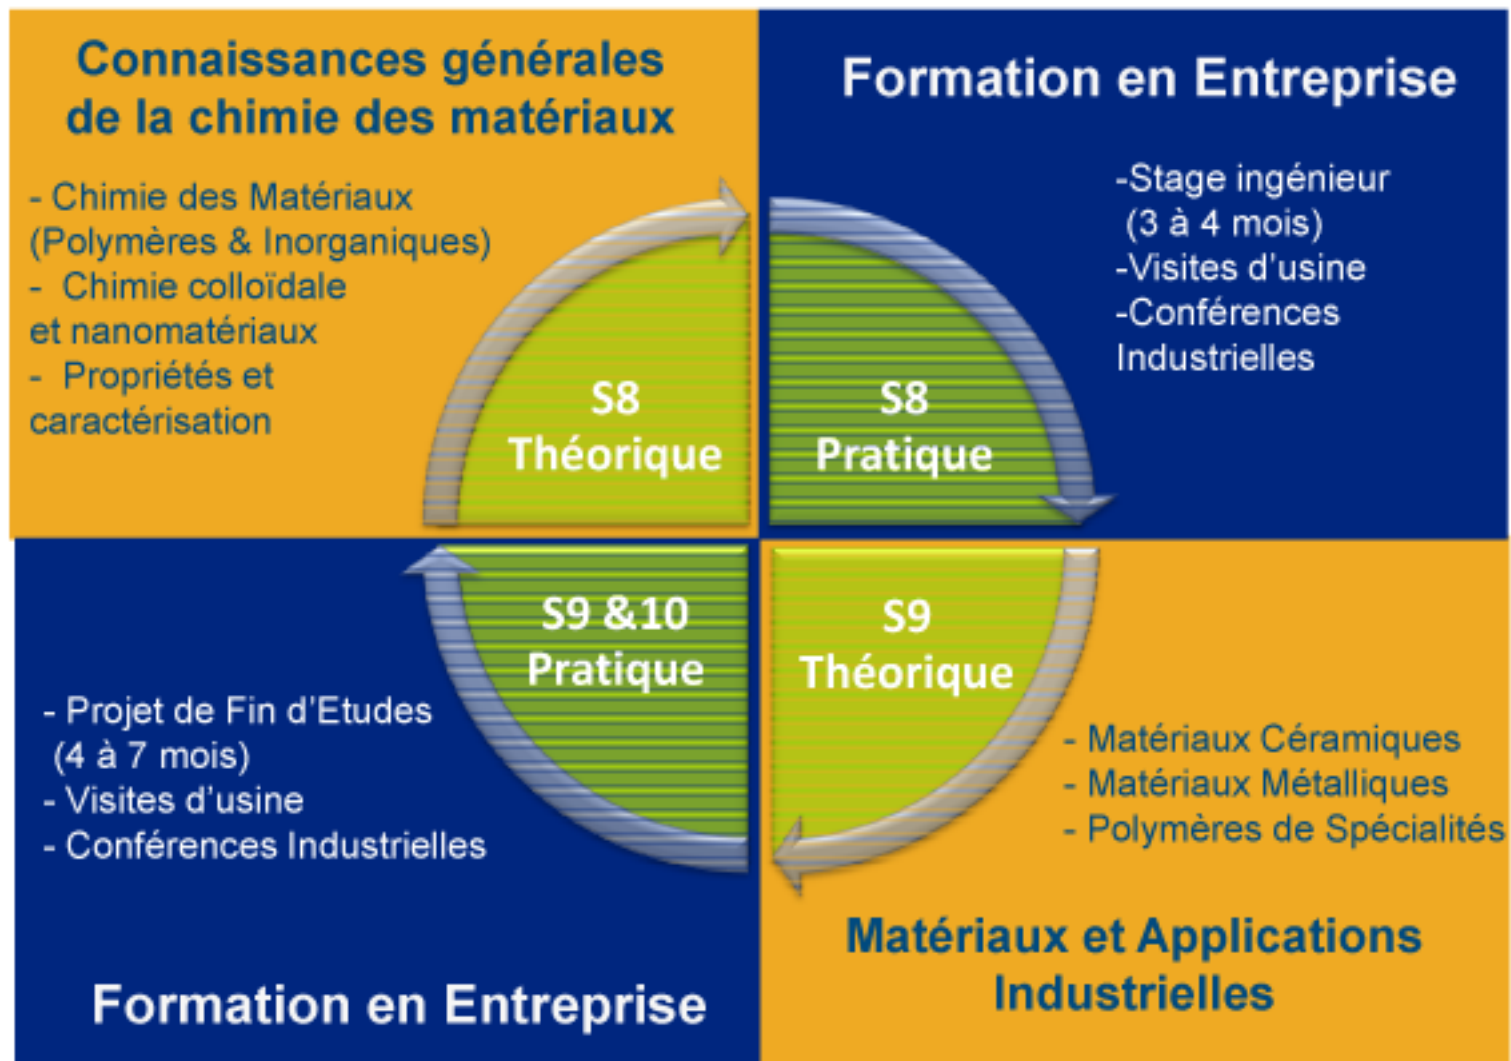 Connaissances générales
de la chimie des matériaux
- Chimie des Matériaux
(Polymères & Inorganiques)
- Chimie colloïdale
et nanomatériaux
- Propriétés et
caractérisation
S8
Théorique
Formation en Entreprise
-Stage ingénieur
(3 à 4 mois)
-Visites d'usine
-Conférences
Industrielles
S8
Pratique
S9 &10
Pratique
- Projet de Fin d'Etudes
(4 à 7 mois)
- Visites d'usine
- Conférences Industrielles
Formation en Entreprise
S9
Théorique
- Matériaux Céramiques
- Matériaux Métalliques
- Polymères de Spécialités
Matériaux et Applications
Industrielles